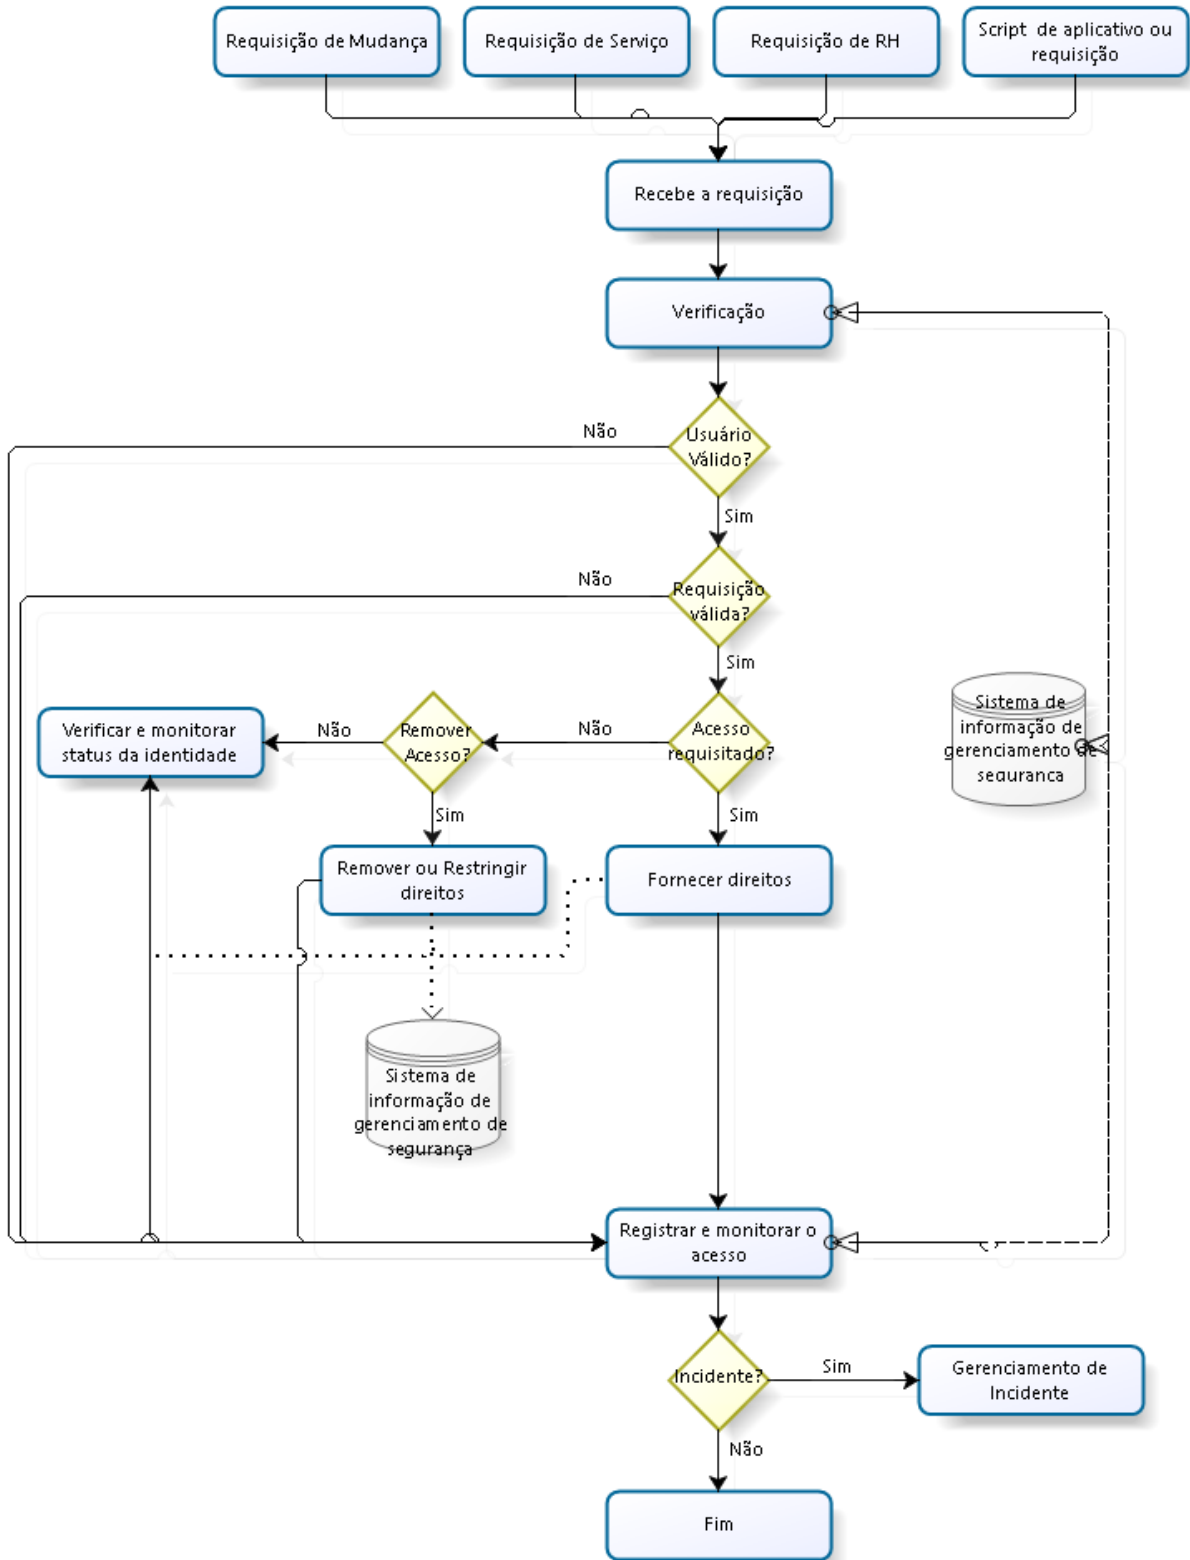 Requisição de Mudança
Requisição de Serviço
Requisição de RH
Script de aplicativo ou
requisição
Recebe a requisição
Verificação
Não
Usuário
Válido?
Sim
Não
Requisição
válida?
Sim
Verificar e monitorar
status da identidade
Não
Remover
Acesso?
Não
Acesso
requisitado?
Sistema de
informação de
gerenciamento de
seguranca
Sim
Sim
Remover ou Restringir
direitos
Fornecer direitos
Sistema de
informação de
gerenciamento de
segurança
Registrar e monitorar o
acesso
Incidente?
Sim
Gerenciamento de
Incidente
Não
Fim